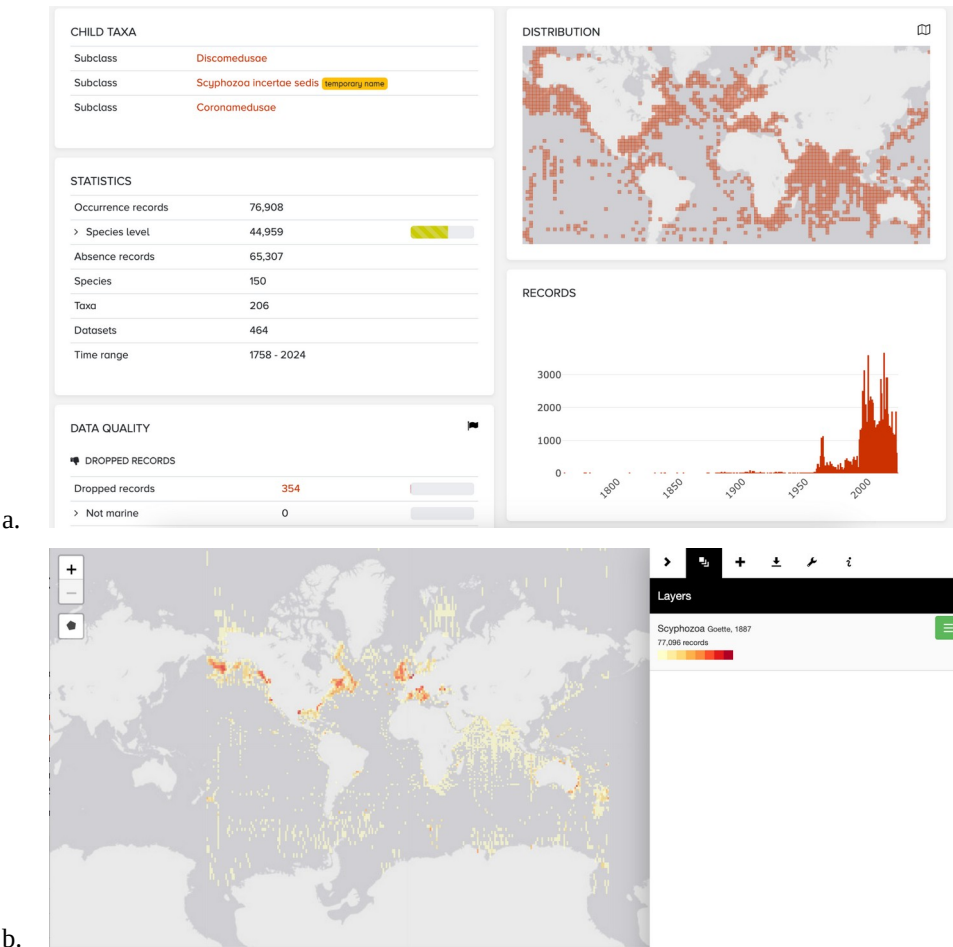 CHILD TAXA
Subclass Discomedusae
Subclass Scyphozoa incertae sedis temporary name
Subclass Coronamedusae
STATISTICS
Occurrence records 76,908
> Species level 44,959
Absence records 65,307
Species 150
Taxa 206
Datasets 464
Time range 1758 - 2024
DATA QUALITY
DROPPED RECORDS
Dropped records 354
> Not marine 0
DISTRIBUTION
RECORDS
3000
2000
1000
0
1800 1850 1900 1950 2000
a.
+
−
Layers
Scyphozoa Goette, 1887
77,096 records
b.